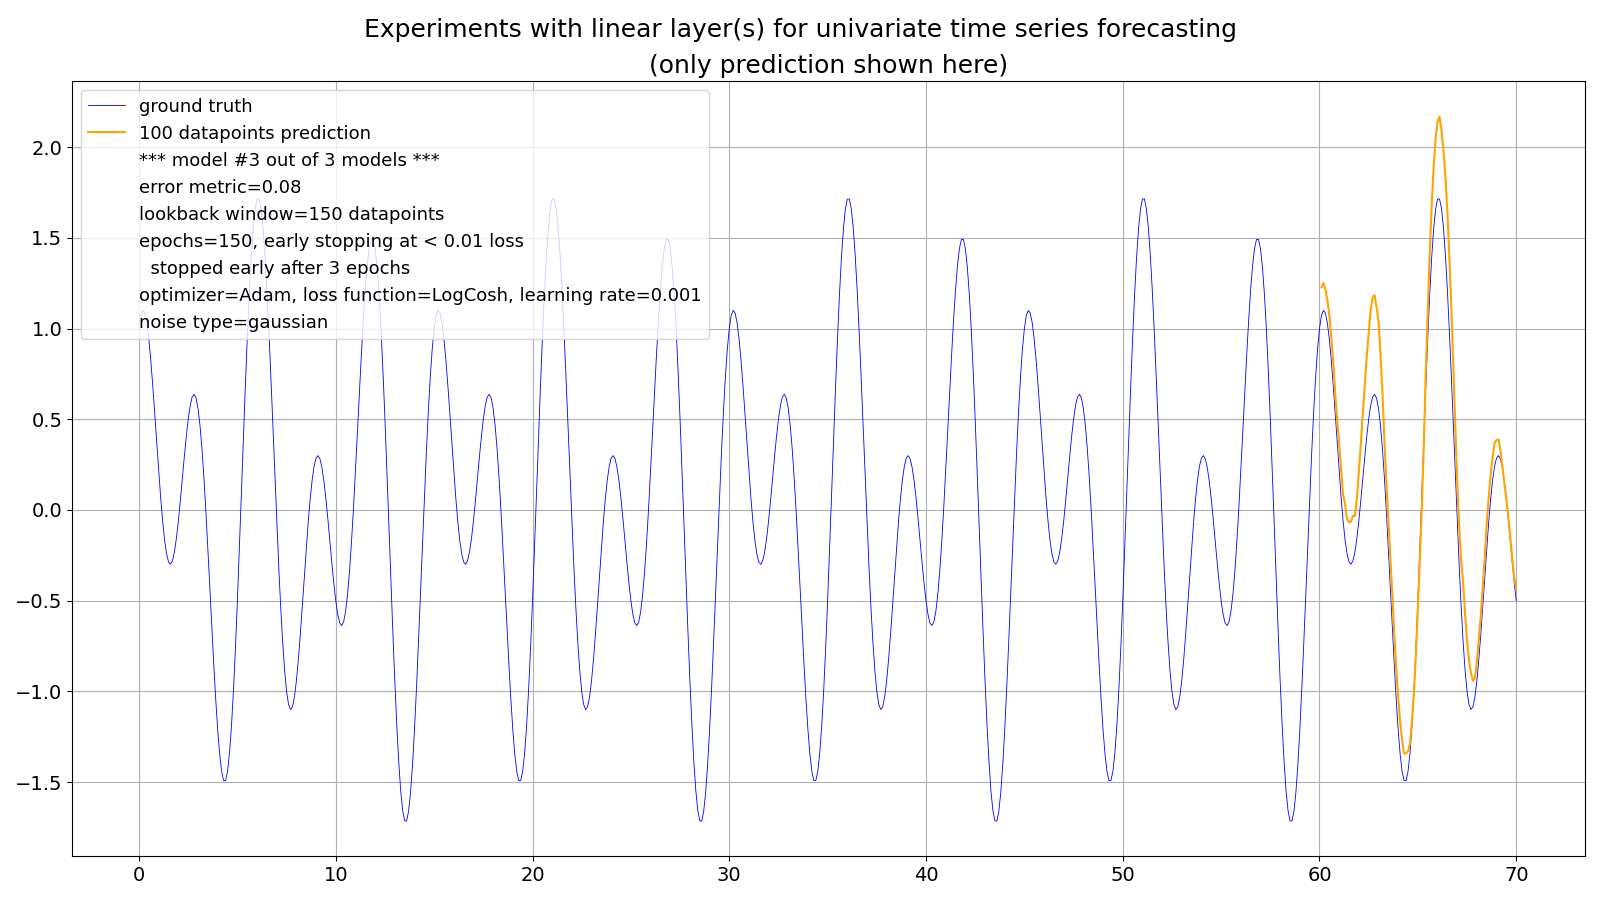 Experiments with linear layer(s) for univariate time series forecasting
(only prediction shown here)
ground truth
100 datapoints prediction
*** model #3 out of 3 models ***
error metric=0.08
lookback window=150 datapoints
epochs=150, early stopping at < 0.01 loss
stopped early after 3 epochs
optimizer=Adam, loss function=LogCosh, learning rate=0.001
noise type=gaussian
2.0
1.5
1.0
0.5
0.0
−0.5
−1.0
−1.5
0 10 20 30 40 50 60 70